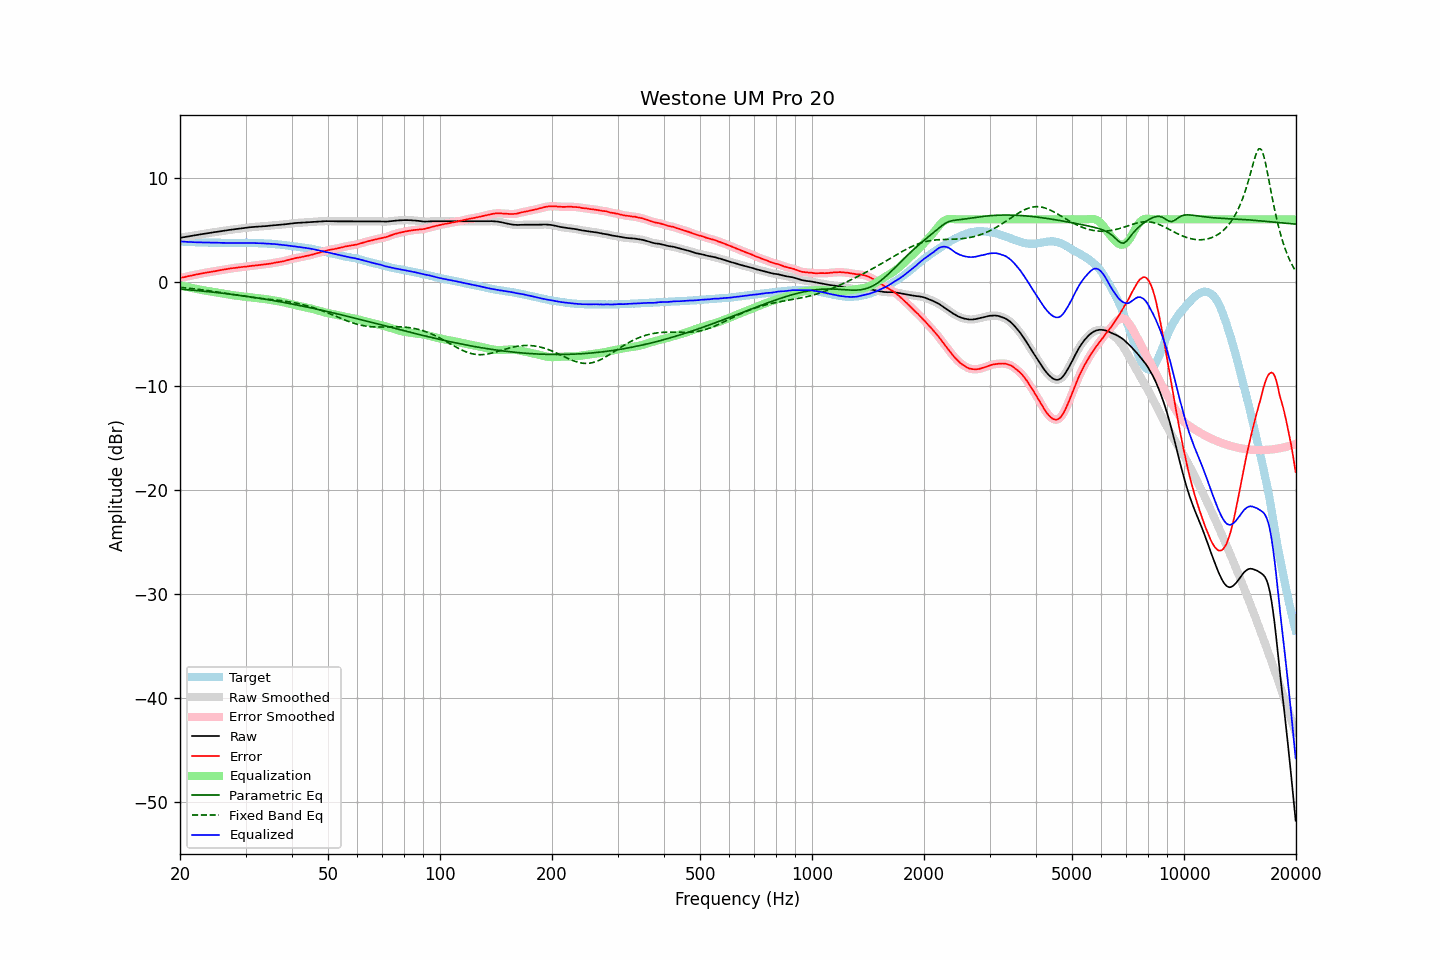 Westone UM Pro 20
Amplitude (dBr)
10
0
−10
−20
−30
−40
−50
Target
Raw Smoothed
Error Smoothed
Raw
Error
Equalization
Parametric Eq
Fixed Band Eq
Equalized
20 50 100 200 500 1000 2000 5000 10000 20000
Frequency (Hz)